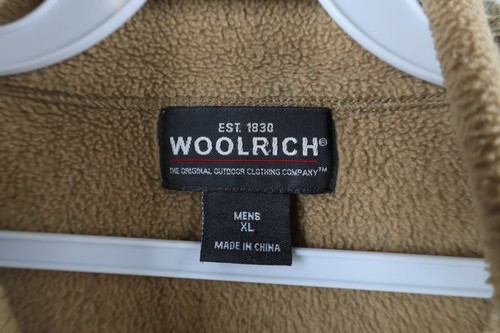 EST. 1830
WOOLRICH®
THE ORIGINAL OUTDOOR CLOTHING COMPANY™
MENS
XL
MADE IN CHINA